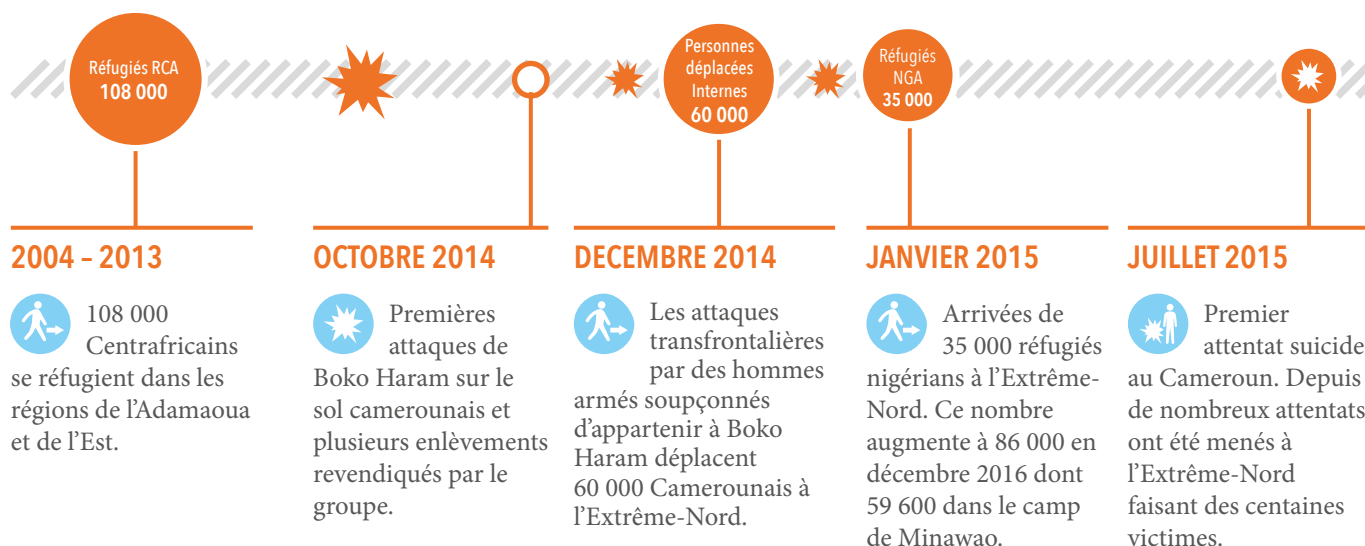 Réfugiés RCA
108 000
Personnes
déplacées
Internes
60 000
Réfugiés
NGA
35 000
2004 – 2013
108 000
Centrafricains
se réfugient dans les
régions de l’Adamaoua
et de l’Est.
OCTOBRE 2014
Premières
attaques de
Boko Haram sur le
sol camerounais et
plusieurs enlèvements
revendiqués par le
groupe.
DECEMBRE 2014
Les attaques
transfrontalières
par des hommes
armés soupçonnés
d’appartenir à Boko
Haram déplacent
60 000 Camerounais à
l’Extrême-Nord.
JANVIER 2015
Arrivées de
35 000 réfugiés
nigérians à l’Extrême-
Nord. Ce nombre
augmente à 86 000 en
décembre 2016 dont
59 600 dans le camp
de Minawao.
JUILLET 2015
Premier
attentat suicide
au Cameroun. Depuis
de nombreux attentats
ont été menés à
l’Extrême-Nord
faisant des centaines
victimes.